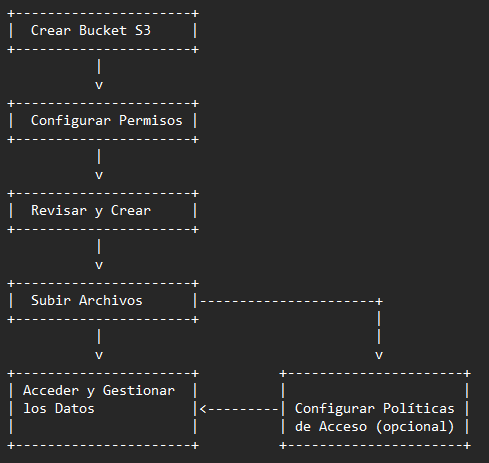 Crear Bucket S3
Configurar Permisos
Revisar y Crear
Subir Archivos
Acceder y Gestionar
los Datos
Configurar Políticas
de Acceso (opcional)